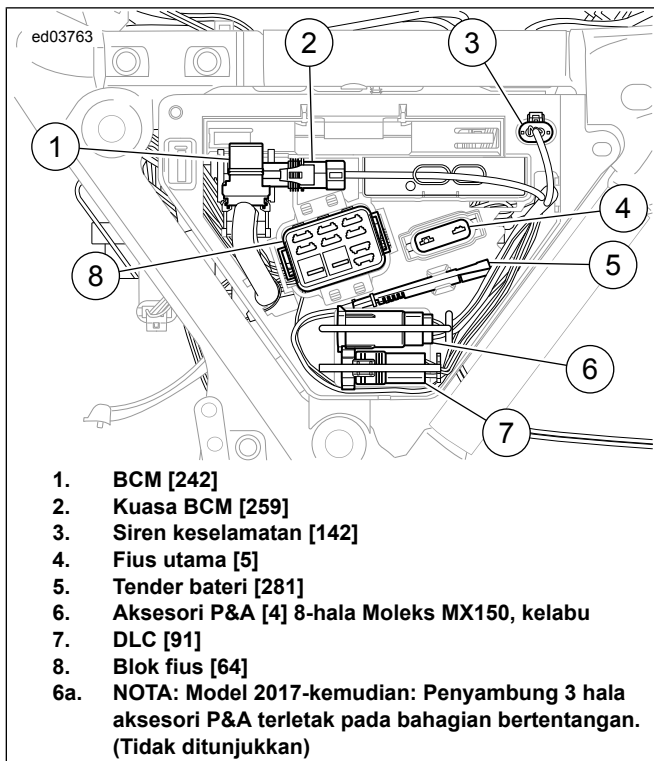 ed03763
1
2
3
4
5
6
7
8
1. BCM [242]
2. Kuasa BCM [259]
3. Siren keselamatan [142]
4. Fius utama [5]
5. Tender bateri [281]
6. Aksesori P&A [4] 8-hala Moleks MX150, kelabu
7. DLC [91]
8. Blok fius [64]
6a. NOTA: Model 2017-kemudian: Penyambung 3 hala
aksesori P&A terletak pada bahagian bertentangan.
(Tidak ditunjukkan)